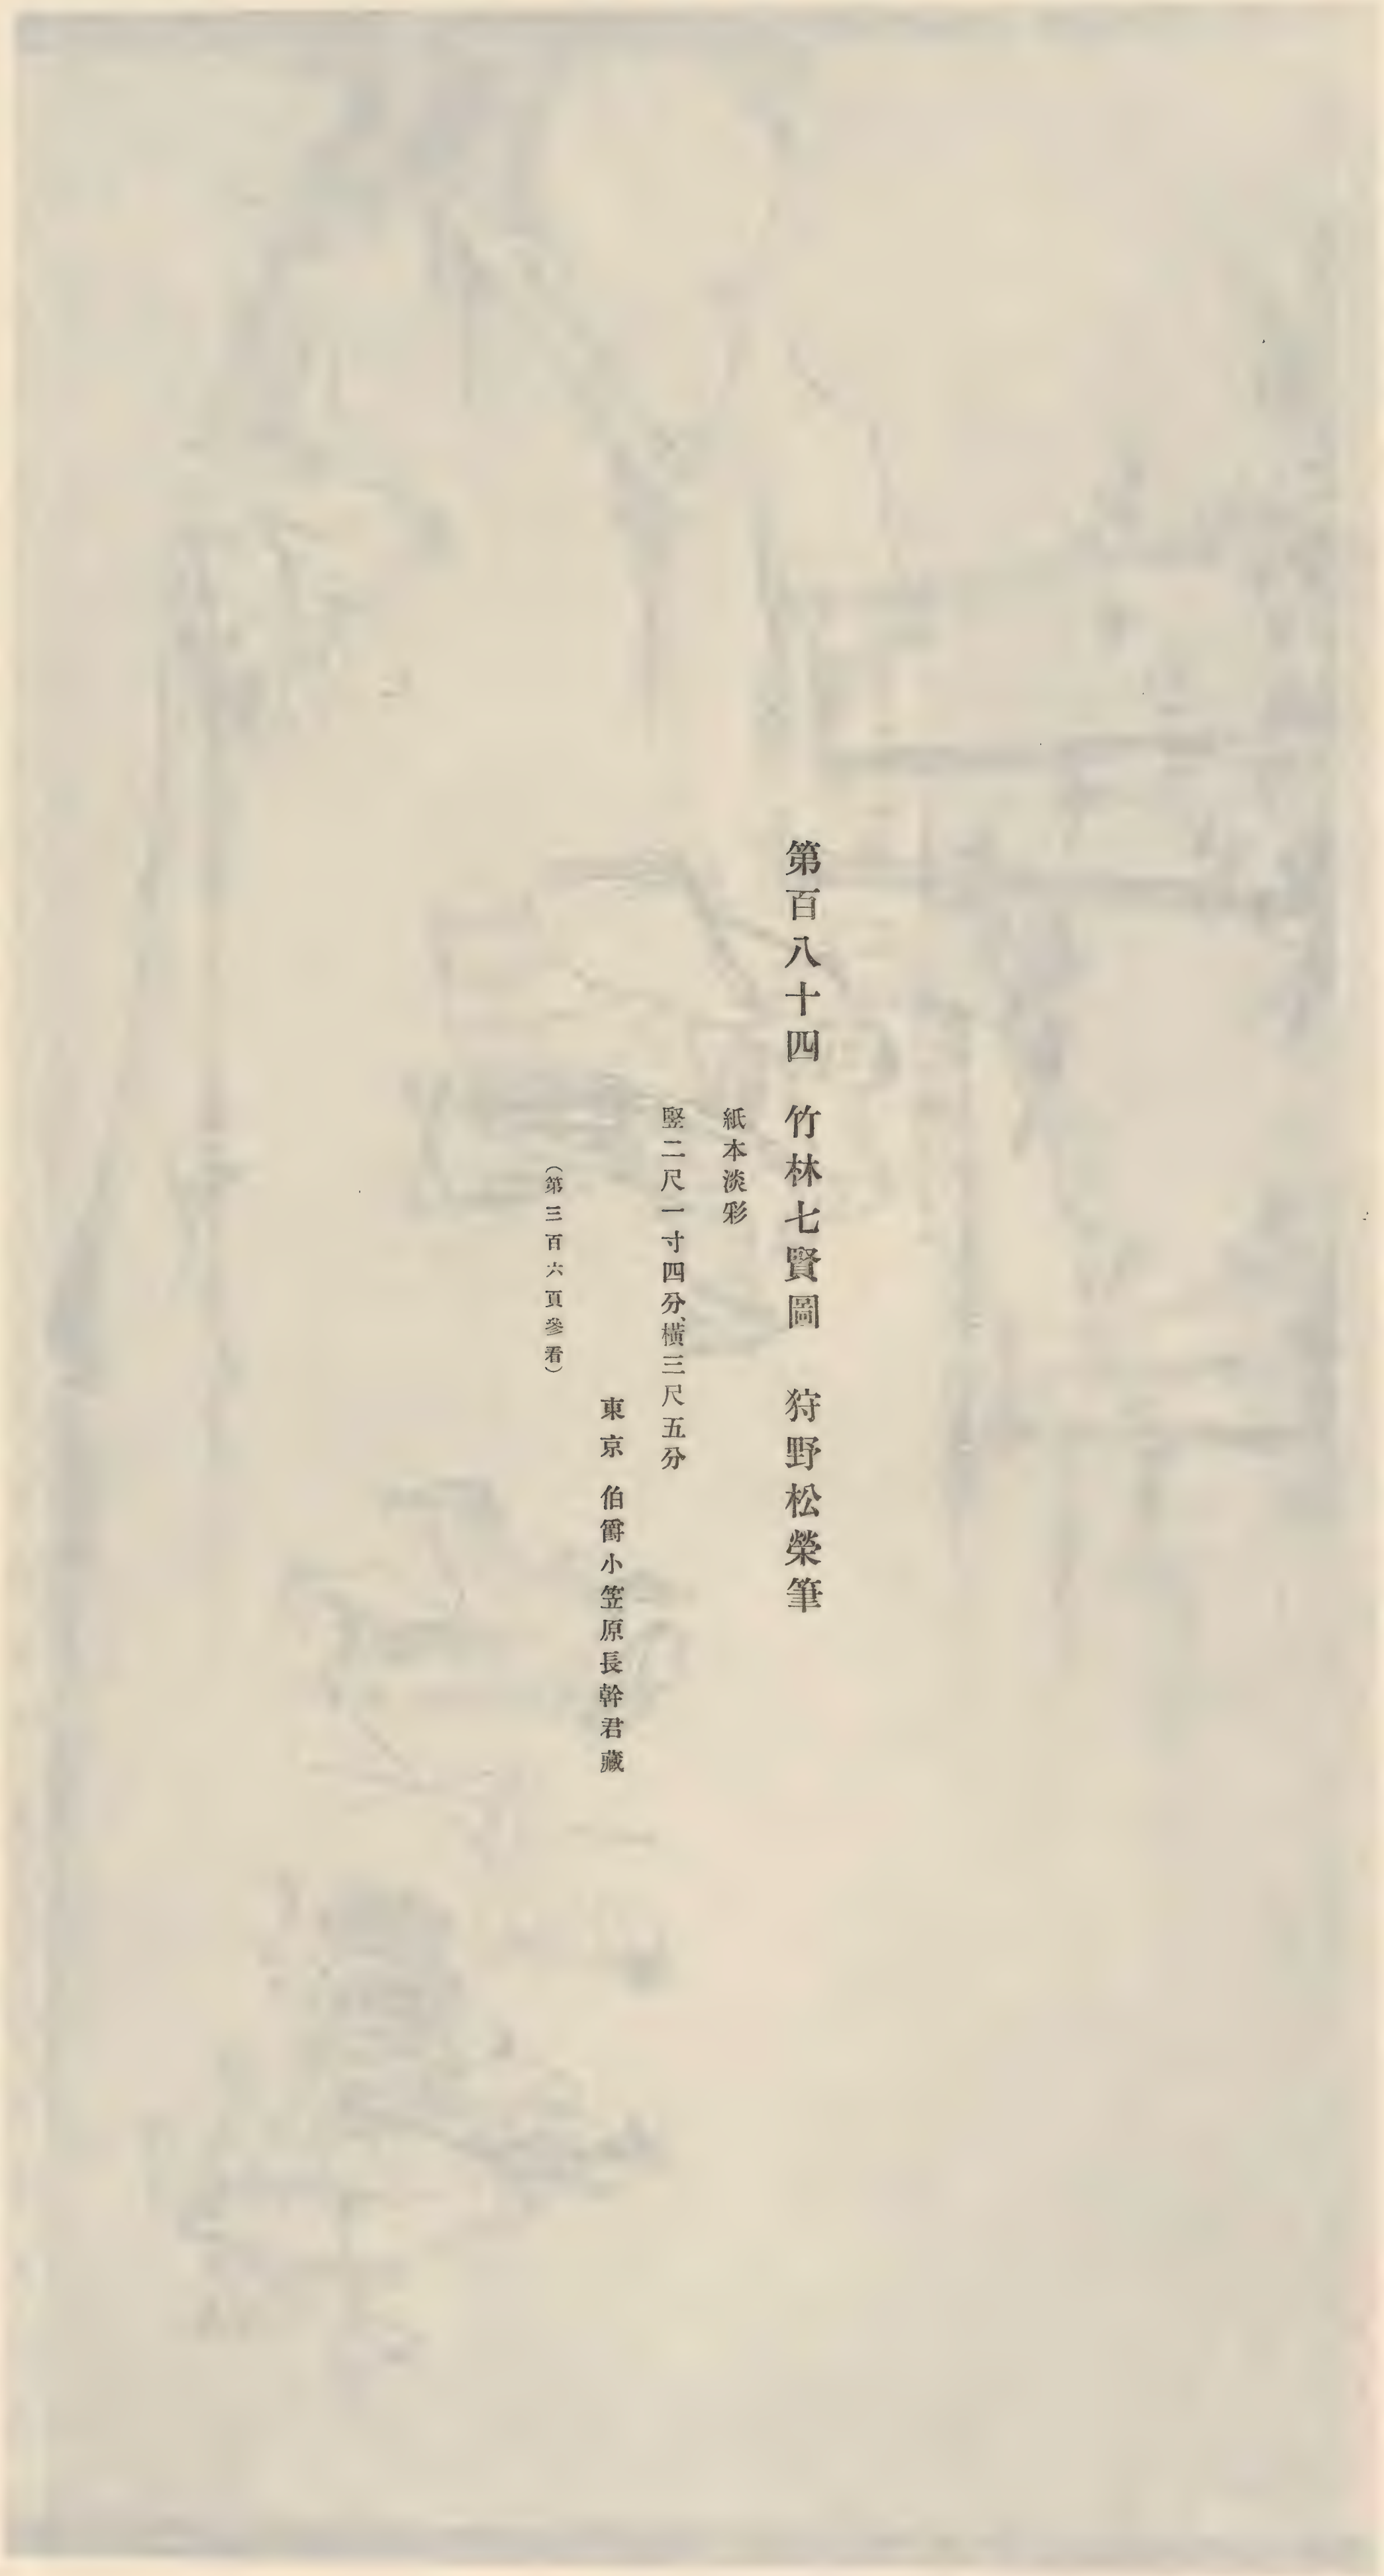 第百八十四　竹林七賢圖　狩野松榮筆
紙本淡彩
竪二尺一寸四分、橫三尺五分
東京　伯爵小笠原長幹君藏
（第三百六頁參看）